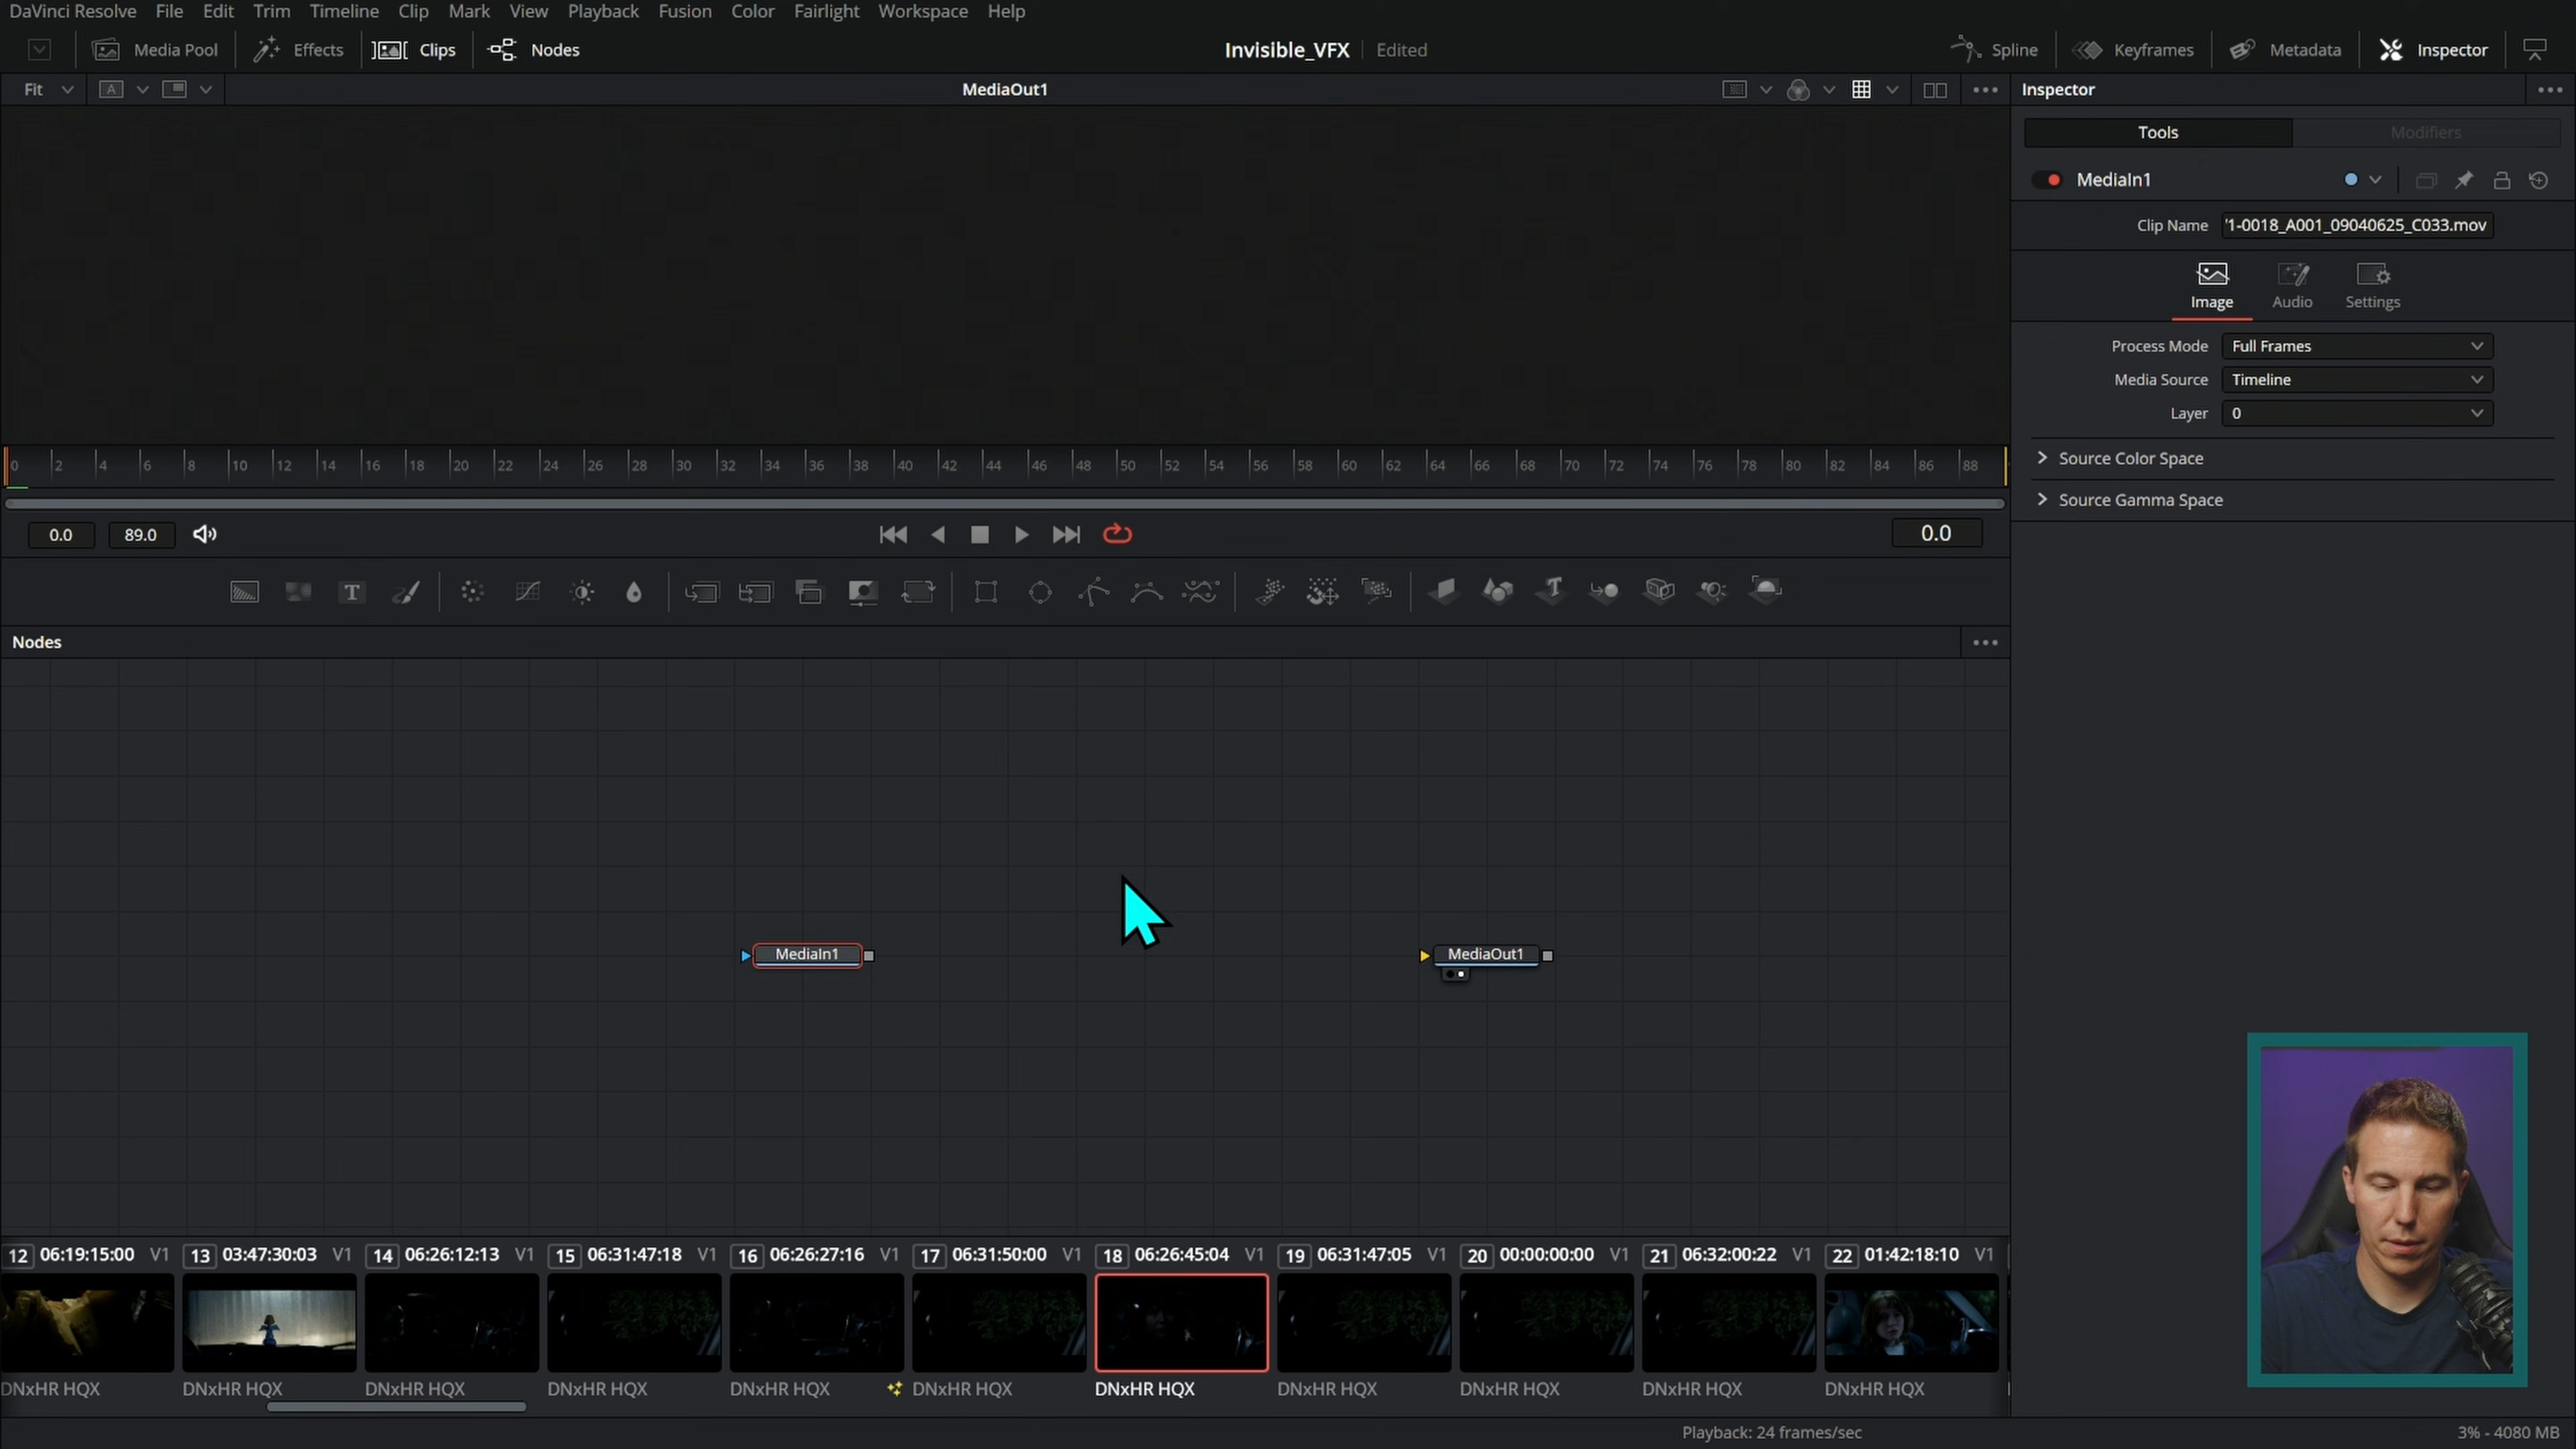 DaVinci Resolve File Edit Trim Timeline Clip Mark View Playback Fusion Color Fairlight Workspace Help
Media Pool Effects Clips Nodes Invisible_VFX Edited Spline Keyframes Metadata Inspector
Fit A MediaOut1 Inspector
Tools Modifiers
MediaIn1
Clip Name '1-0018_A001_09040625_C033.mov
Image Audio Settings
Process Mode Full Frames
Media Source Timeline
Layer 0
Source Color Space
Source Gamma Space
0 2 4 6 8 10 12 14 16 18 20 22 24 26 28 30 32 34 36 38 40 42 44 46 48 50 52 54 56 58 60 62 64 66 68 70 72 74 76 78 80 82 84 86 88
0.0 89.0 0.0
T T
Nodes
MediaIn1 MediaOut1
12 06:19:15:00 V1 13 03:47:30:03 V1 14 06:26:12:13 V1 15 06:31:47:18 V1 16 06:26:27:16 V1 17 06:31:50:00 V1 18 06:26:45:04 V1 19 06:31:47:05 V1 20 00:00:00:00 V1 21 06:32:00:22 V1 22 01:42:18:10 V1
DNxHR HQX DNxHR HQX DNxHR HQX DNxHR HQX DNxHR HQX DNxHR HQX DNxHR HQX DNxHR HQX DNxHR HQX DNxHR HQX DNxHR HQX
Playback: 24 frames/sec 3% - 4080 MB